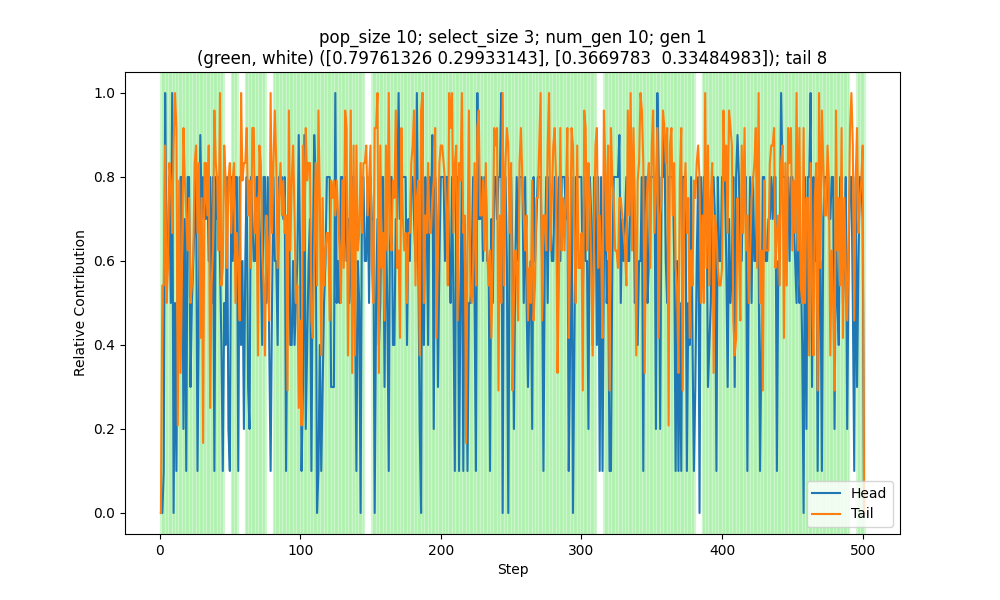 pop_size 10; select_size 3; num_gen 10; gen 1
(green, white) ([0.79761326 0.29933143], [0.3669783  0.33484983]); tail 8
1.0
0.8
0.6
0.4
0.2
0.0
Relative Contribution
0
100
200
300
400
500
Step
Head
Tail